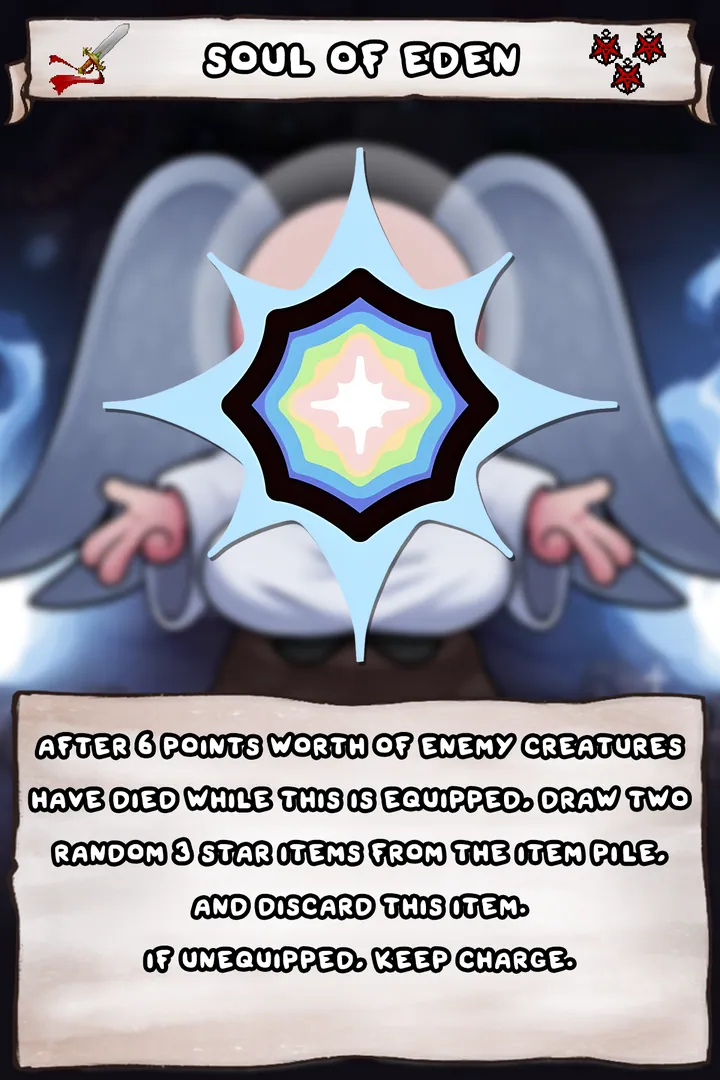 SOUL OF EDEN
AFTER 6 POINTS WORTH OF ENEMY CREATURES
HAVE DIED WHILE THIS IS EQUIPPED, DRAW TWO
RANDOM 3 STAR ITEMS FROM THE ITEM PILE,
AND DISCARD THIS ITEM.
IF UNEQUIPPED, KEEP CHARGE.